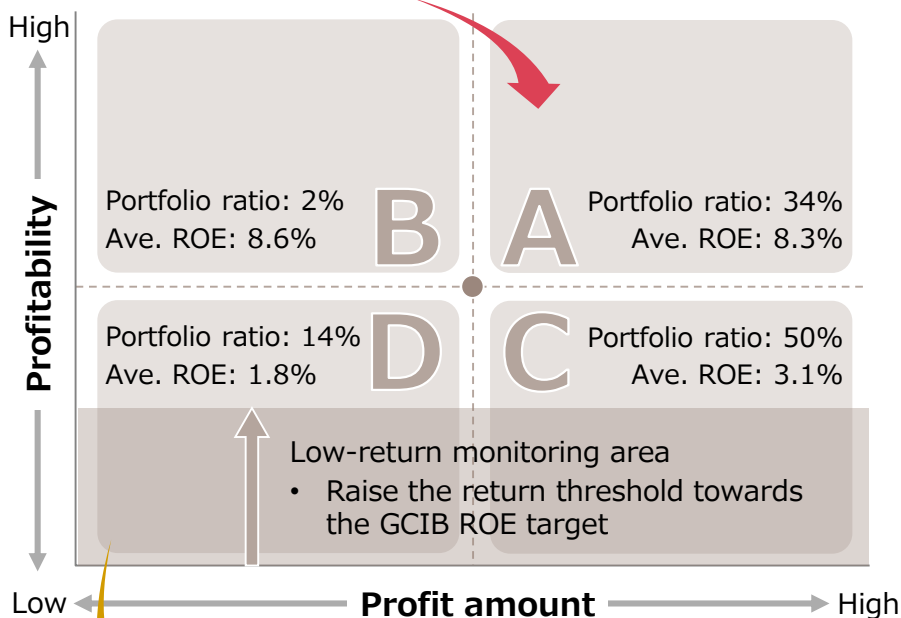 High
Profitability
Portfolio ratio: 2%
Ave. ROE: 8.6%
B
A
Portfolio ratio: 34%
Ave. ROE: 8.3%
Portfolio ratio: 14%
Ave. ROE: 1.8%
D
C
Portfolio ratio: 50%
Ave. ROE: 3.1%
Low-return monitoring area
• Raise the return threshold towards
the GCIB ROE target
Low
Profit amount
High